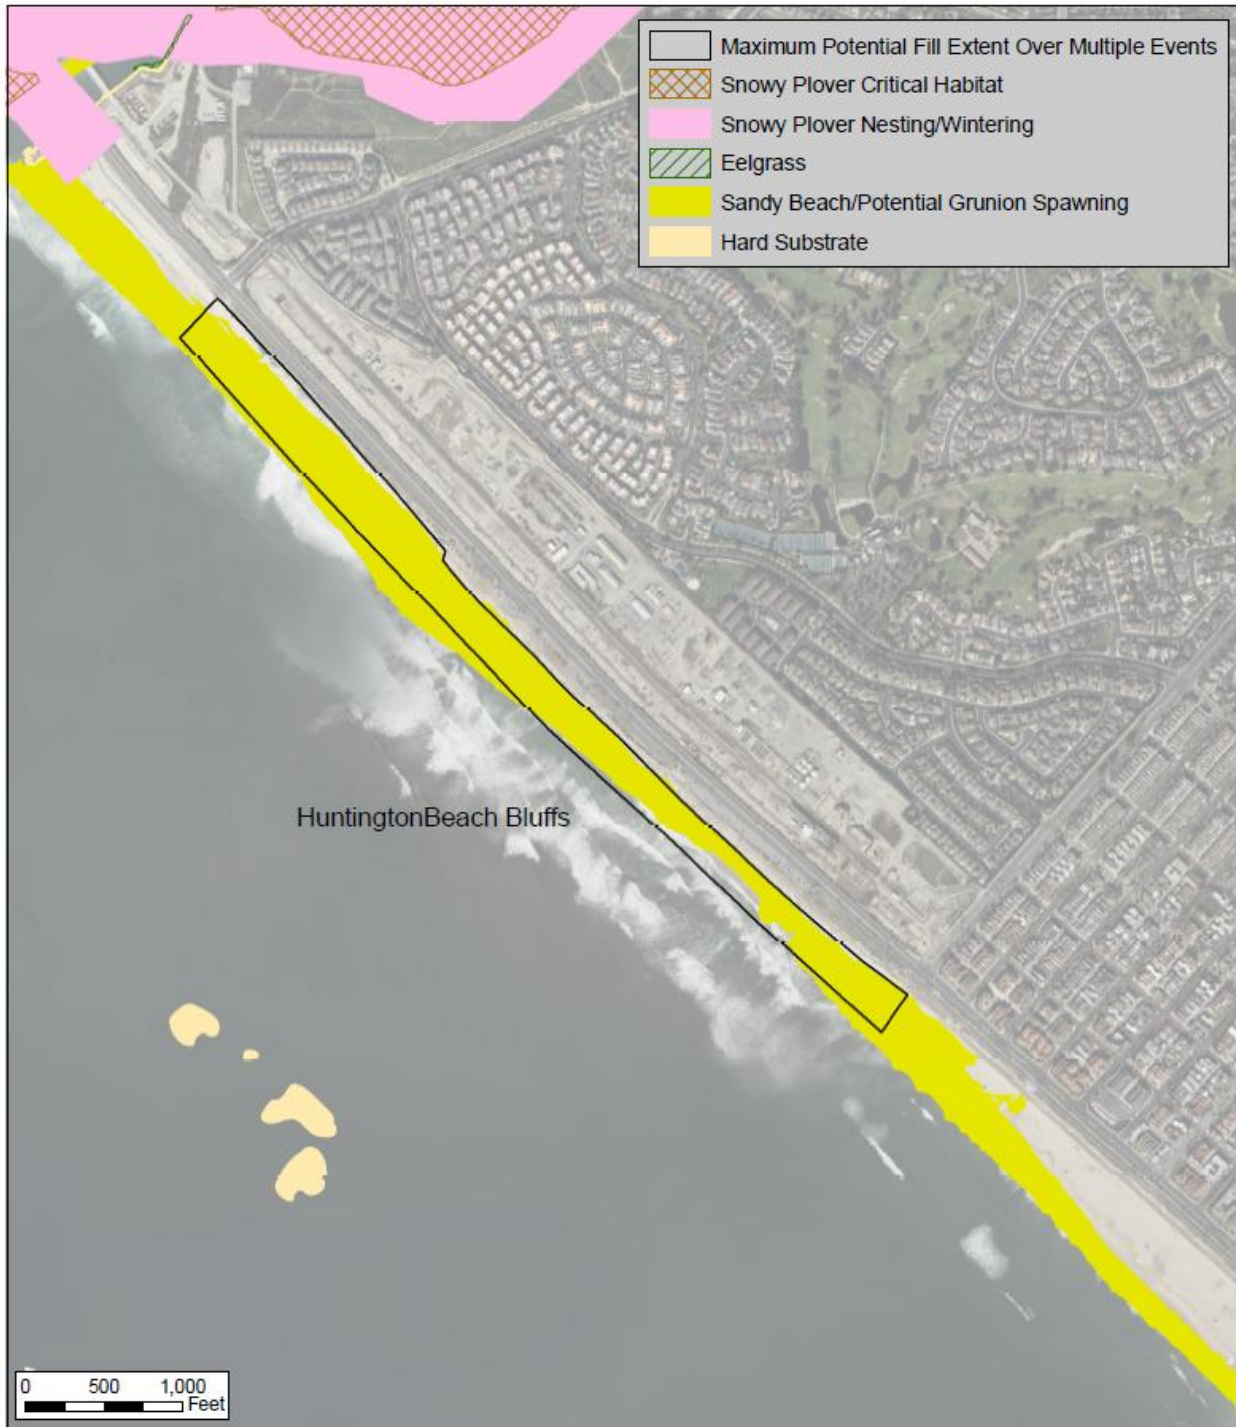 Maximum Potential Fill Extent Over Multiple Events
Snowy Plover Critical Habitat
Snowy Plover Nesting/Wintering
Eelgrass
Sandy Beach/Potential Grunion Spawning
Hard Substrate
HuntingtonBeach Bluffs
0 500 1,000
Feet